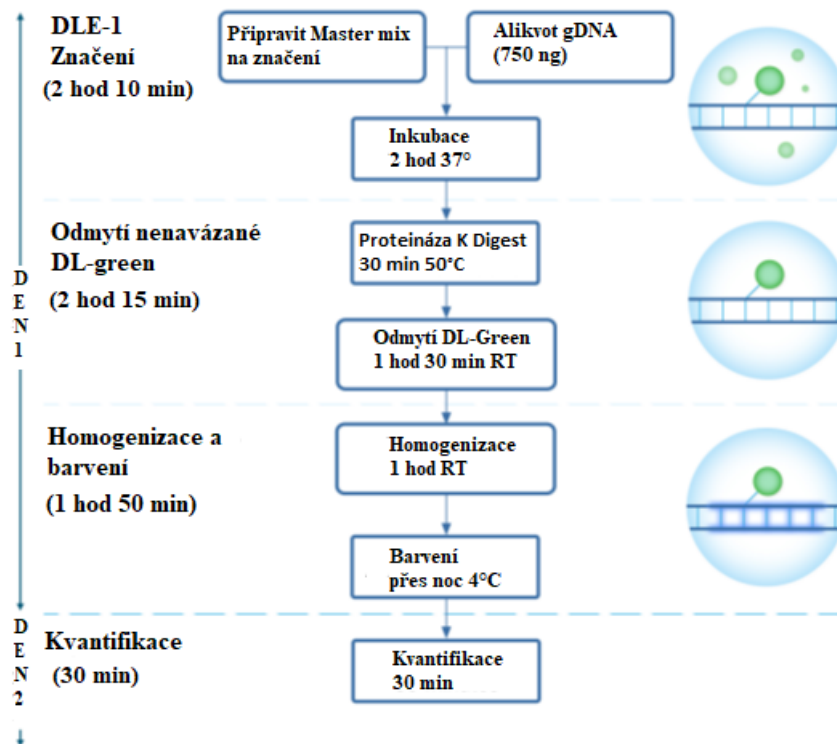 DLE-1
Značení
(2 hod 10 min)
Připravit Master mix
na značení
Alikvot gDNA
(750 ng)
Inkubace
2 hod 37°
Odmytí nenavázané
DL-green
(2 hod 15 min)
Proteináza K Digest
30 min 50°C
Odmytí DL-Green
1 hod 30 min RT
D
E
N
1
Homogenizace a
barvení
(1 hod 50 min)
Homogenizace
1 hod RT
Barvení
přes noc 4°C
D
E
N
2
Kvantifikace
(30 min)
Kvantifikace
30 min